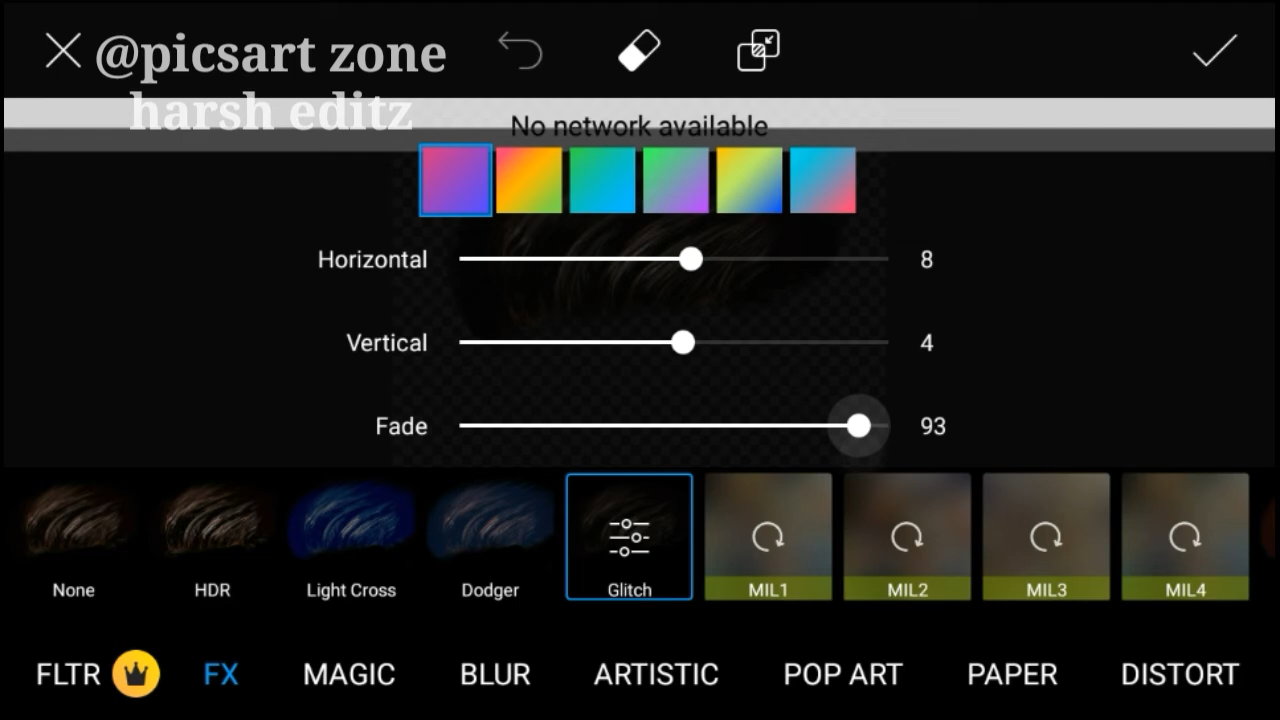 @picsart zone
harsh editz
No network available
Horizontal 8
Vertical 4
Fade 93
None HDR Light Cross Dodger Glitch MIL1 MIL2 MIL3 MIL4
FLTR FX MAGIC BLUR ARTISTIC POP ART PAPER DISTORT